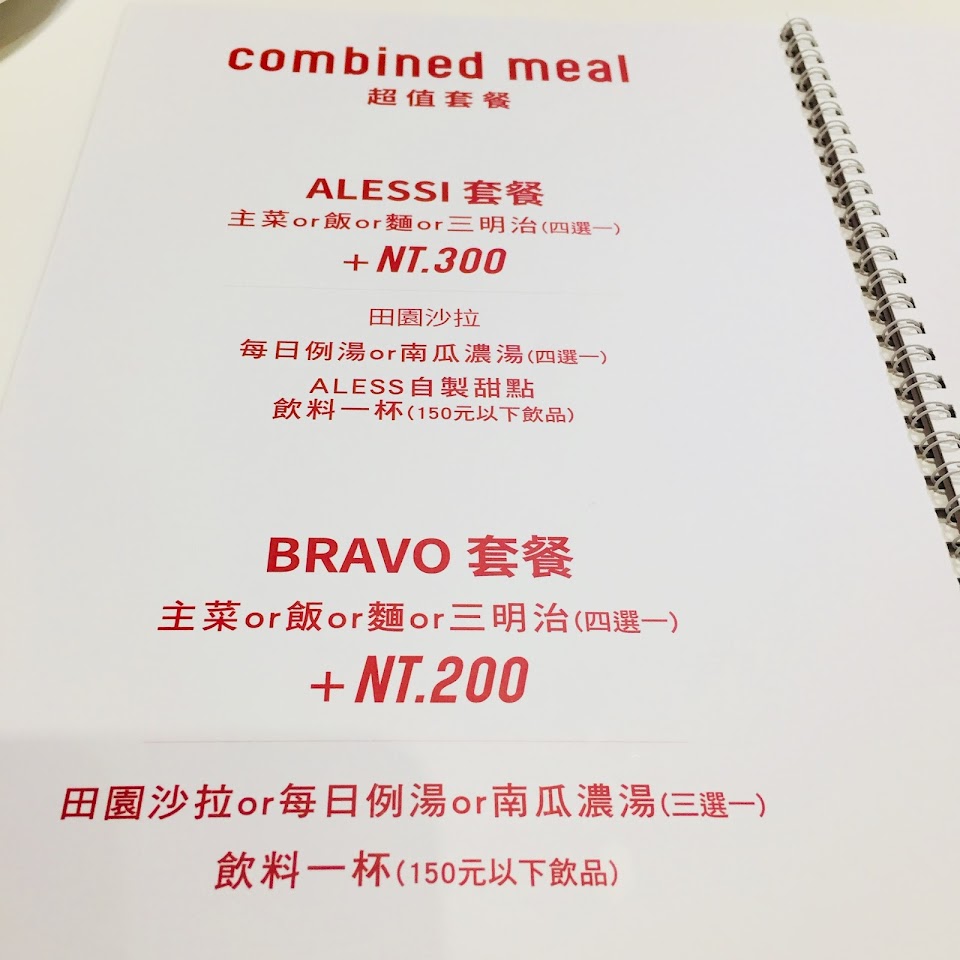 combined meal
超值套餐
ALESSI 套餐
主菜or飯or麵or三明治(四選一)
+NT.300
田園沙拉
每日例湯or南瓜濃湯(四選一)
ALESS自製甜點
飲料一杯(150元以下飲品)
BRAVO 套餐
主菜or飯or麵or三明治(四選一)
+NT.200
田園沙拉or每日例湯or南瓜濃湯(三選一)
飲料一杯(150元以下飲品)